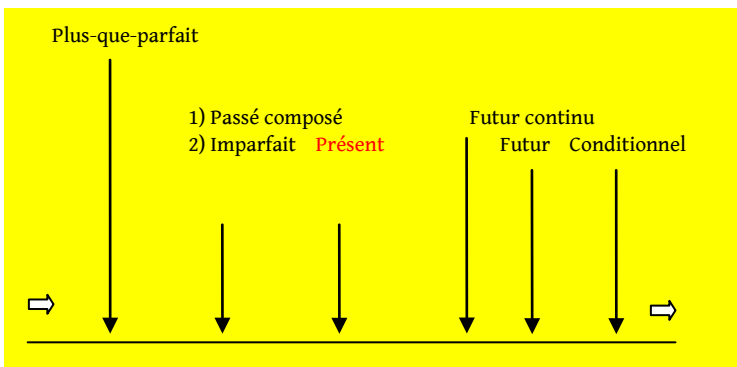 Plus-que-parfait
1) Passé composé Futur continu
2) Imparfait Présent Futur Conditionnel